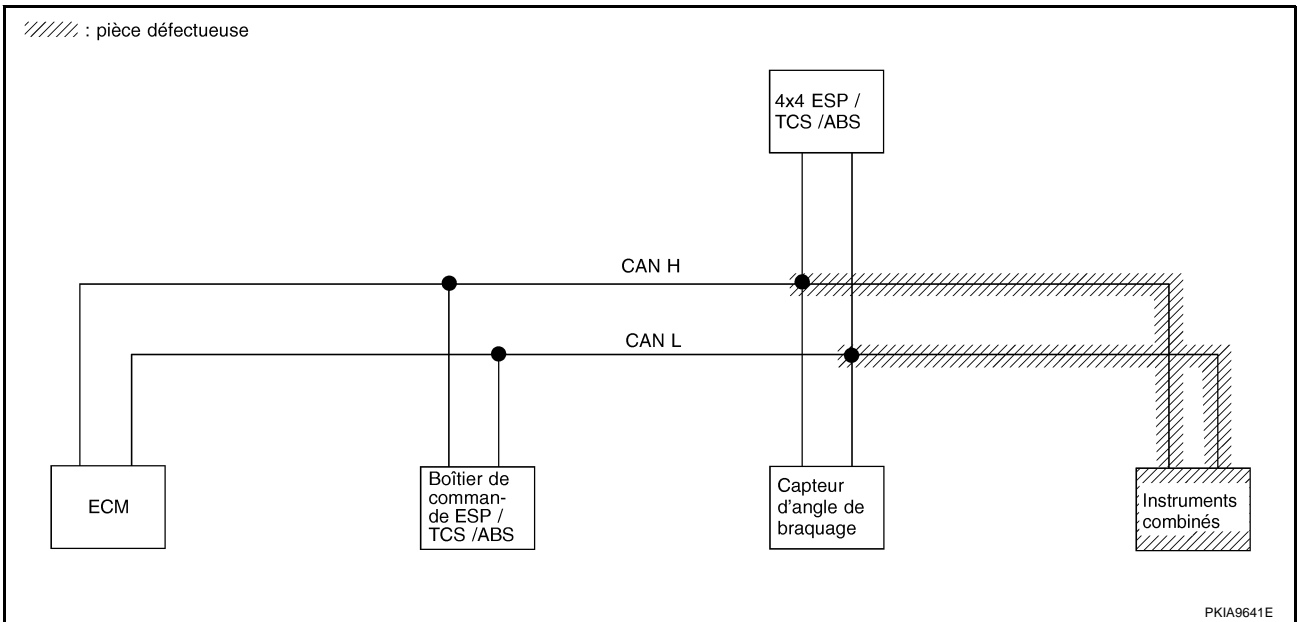 : pièce défectueuse
4x4 ESP /
TCS /ABS
CAN H
CAN L
ECM
Boîtier de
comman-
de ESP /
TCS /ABS
Capteur
d'angle de
braquage
Instruments
combinés
PKIA9641E